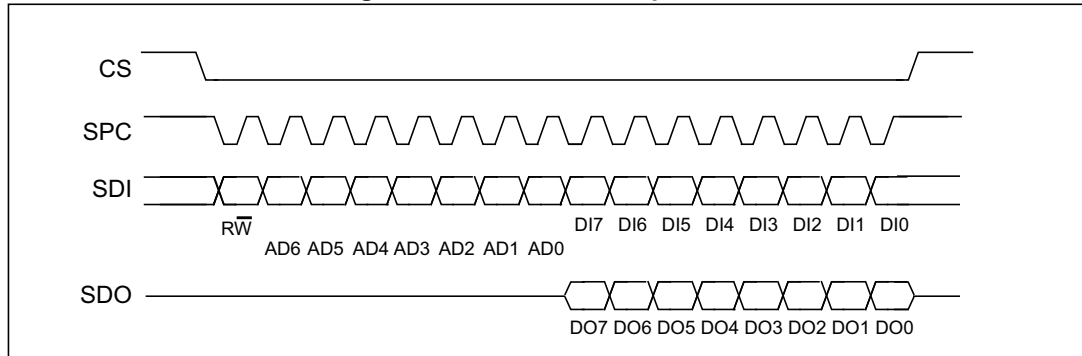 CS
SPC
SDI
RW̅
DI7 DI6 DI5 DI4 DI3 DI2 DI1 DI0
AD6 AD5 AD4 AD3 AD2 AD1 AD0
SDO
DO7 DO6 DO5 DO4 DO3 DO2 DO1 DO0